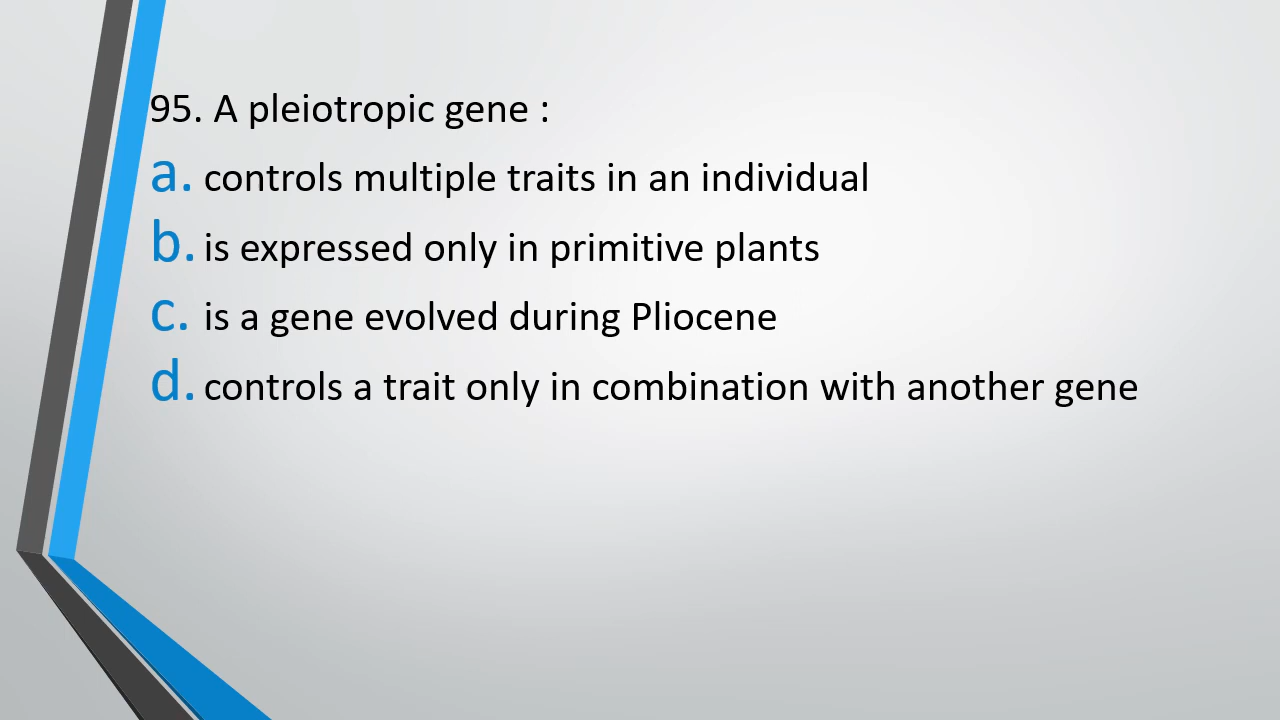 95. A pleiotropic gene :
a. controls multiple traits in an individual
b. is expressed only in primitive plants
c. is a gene evolved during Pliocene
d. controls a trait only in combination with another gene